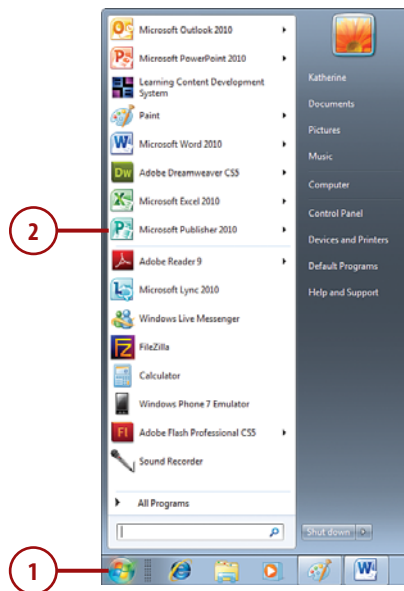 Microsoft Outlook 2010
Microsoft PowerPoint 2010
Learning Content Development
System
Paint
Microsoft Word 2010
Adobe Dreamweaver CS5
Microsoft Excel 2010
Microsoft Publisher 2010
Adobe Reader 9
Microsoft Lync 2010
Windows Live Messenger
FileZilla
Calculator
Windows Phone 7 Emulator
Adobe Flash Professional CS5
Sound Recorder
All Programs
Katherine
Documents
Pictures
Music
Computer
Control Panel
Devices and Printers
Default Programs
Help and Support
Shut down
2
1